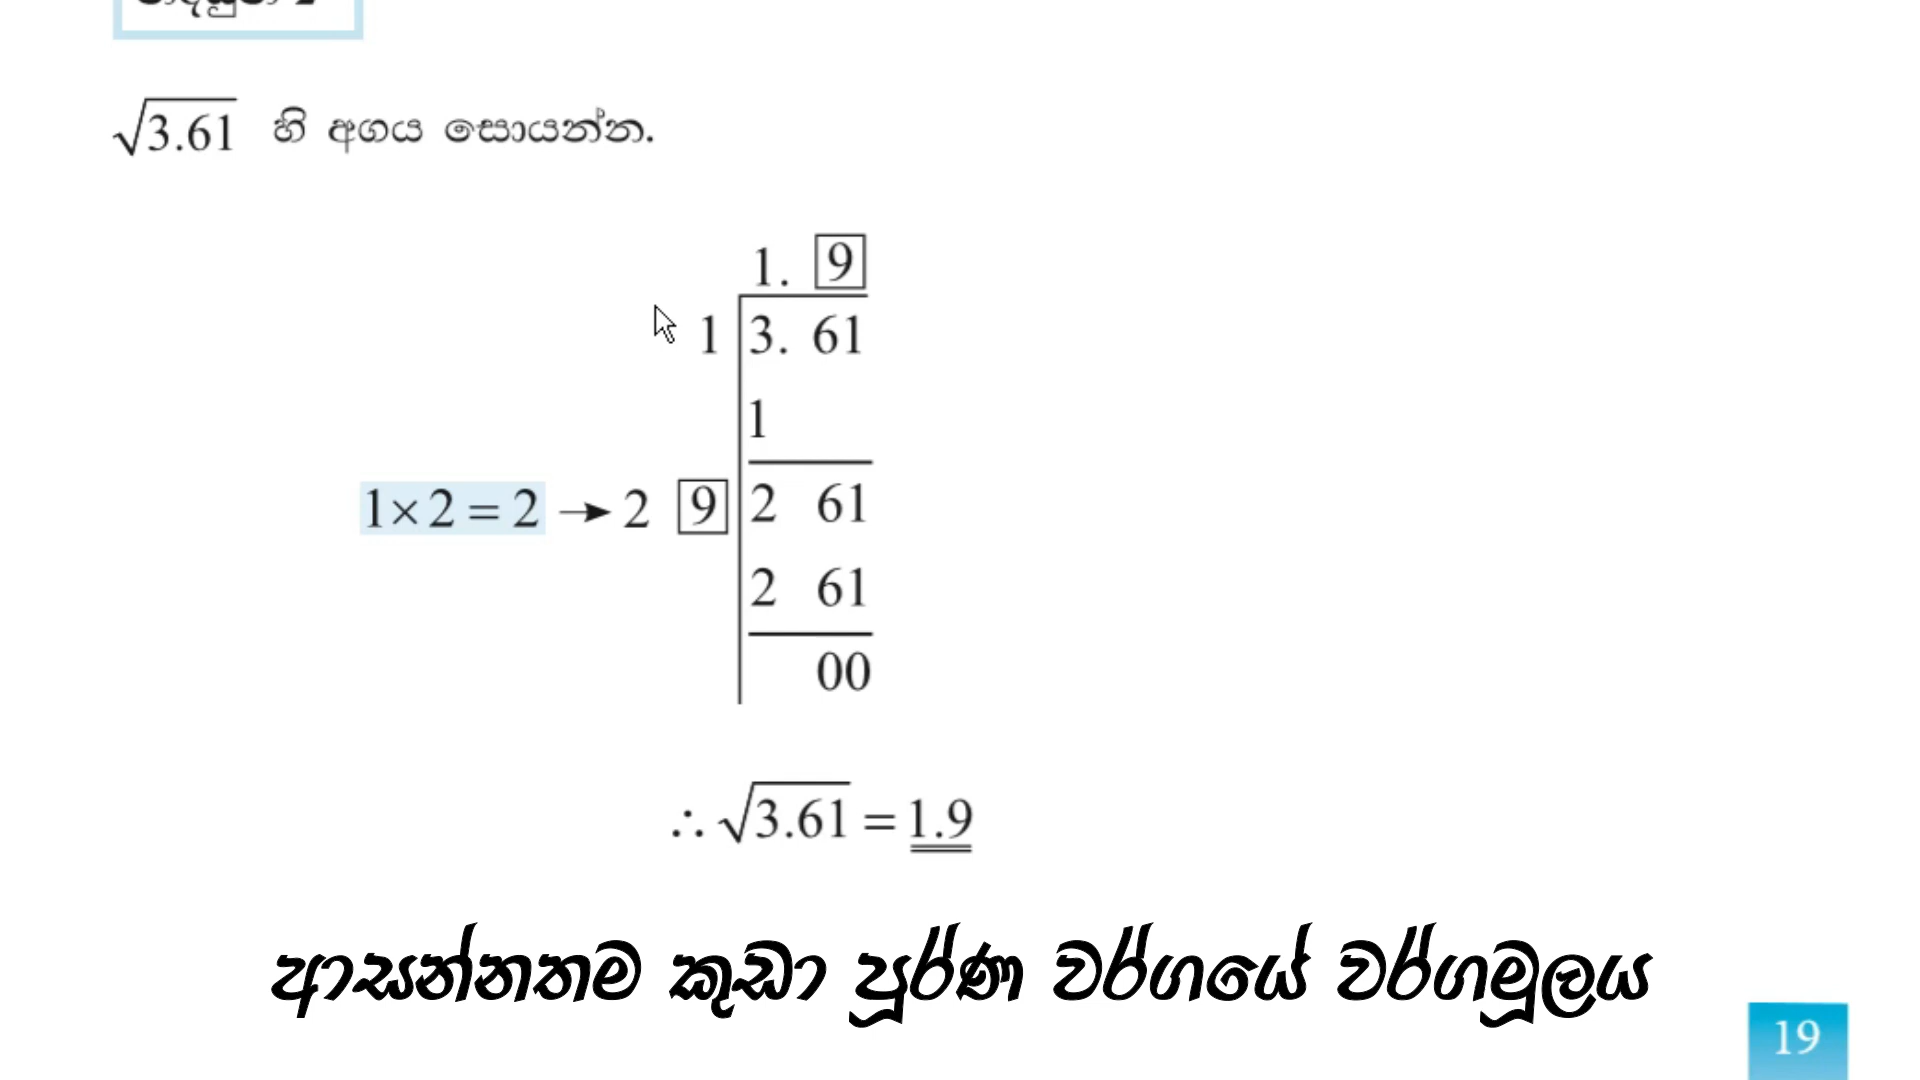 √3.61 හි අගය සොයන්න.
1. 9
1 3. 61
1
1×2=2 → 2 9 2 61
2 61
00
∴ √3.61 = 1.9
ආසන්නතම කුඩා පූර්ණ වර්ගයේ වර්ගමූලය
19